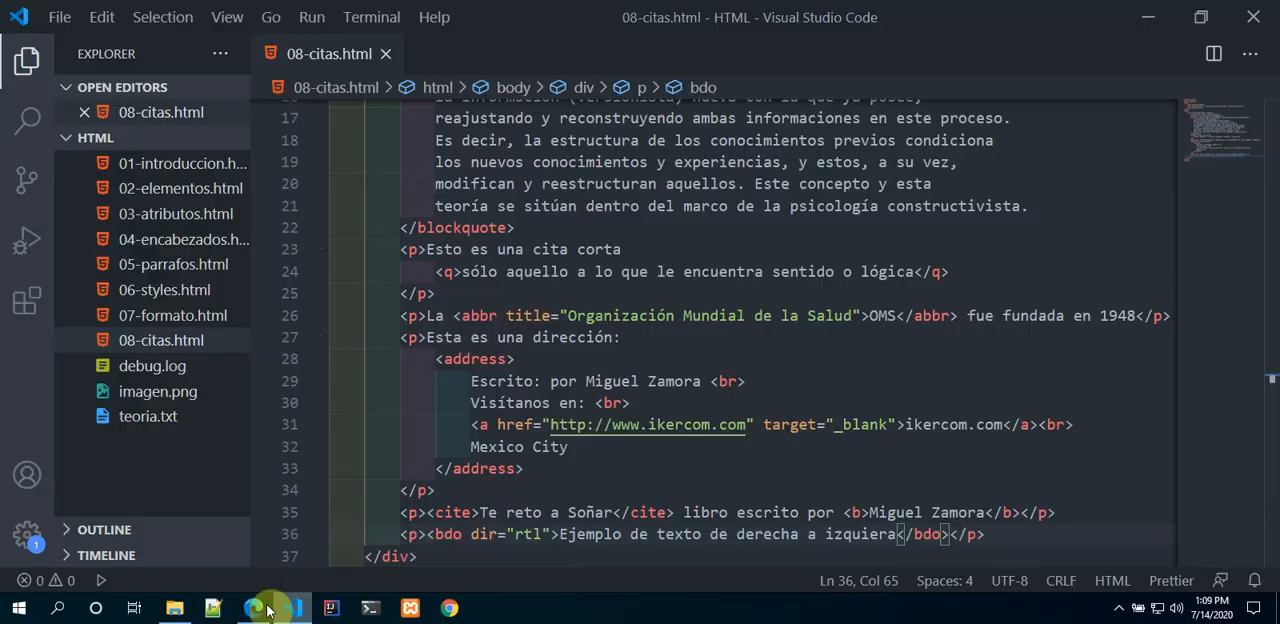 File Edit Selection View Go Run Terminal Help 08-citas.html - HTML - Visual Studio Code
EXPLORER ···
08-citas.html
08-citas.html > html > body > div > p > bdo
OPEN EDITORS
08-citas.html
HTML
01-introduccion.h...
02-elementos.html
03-atributos.html
04-encabezados.h...
05-parrafos.html
06-styles.html
07-formato.html
08-citas.html
debug.log
imagen.png
teoria.txt
OUTLINE
TIMELINE
1
16 la información (versionista) nueva con la que ya posee,
17 reajustando y reconstruyendo ambas informaciones en este proceso.
18 Es decir, la estructura de los conocimientos previos condiciona
19 los nuevos conocimientos y experiencias, y estos, a su vez,
20 modifican y reestructuran aquellos. Este concepto y esta
21 teoría se sitúan dentro del marco de la psicología constructivista.
22 </blockquote>
23 <p>Esto es una cita corta
24 <q>sólo aquello a lo que le encuentra sentido o lógica</q>
25 </p>
26 <p>La <abbr title="Organización Mundial de la Salud">OMS</abbr> fue fundada en 1948</p>
27 <p>Esta es una dirección:
28 <address>
29 Escrito: por Miguel Zamora <br>
30 Visítanos en: <br>
31 <a href="http://www.ikercom.com" target="_blank">ikercom.com</a><br>
32 Mexico City
33 </address>
34 </p>
35 <p><cite>Te reto a Soñar</cite> libro escrito por <b>Miguel Zamora</b></p>
36 <p><bdo dir="rtl">Ejemplo de texto de derecha a izquiera</bdo></p>
37 </div>
0 0 Ln 36, Col 65 Spaces: 4 UTF-8 CRLF HTML Prettier
1:09 PM
7/14/2020